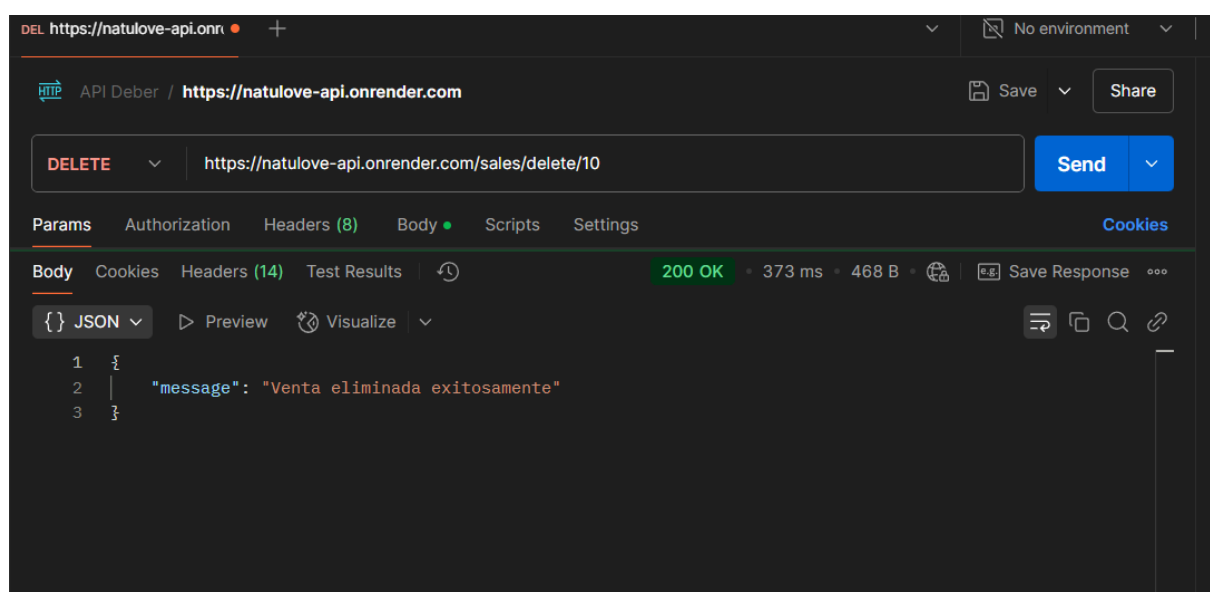 DEL https://natulove-api.onr
No environment
HTTP API Deber / https://natulove-api.onrender.com
Save
Share
DELETE
https://natulove-api.onrender.com/sales/delete/10
Send
Params Authorization Headers (8) Body Scripts Settings
Cookies
Body Cookies Headers (14) Test Results
200 OK • 373 ms • 468 B •
e.g. Save Response
{} JSON
Preview
Visualize
1 {
2 "message": "Venta eliminada exitosamente"
3 }